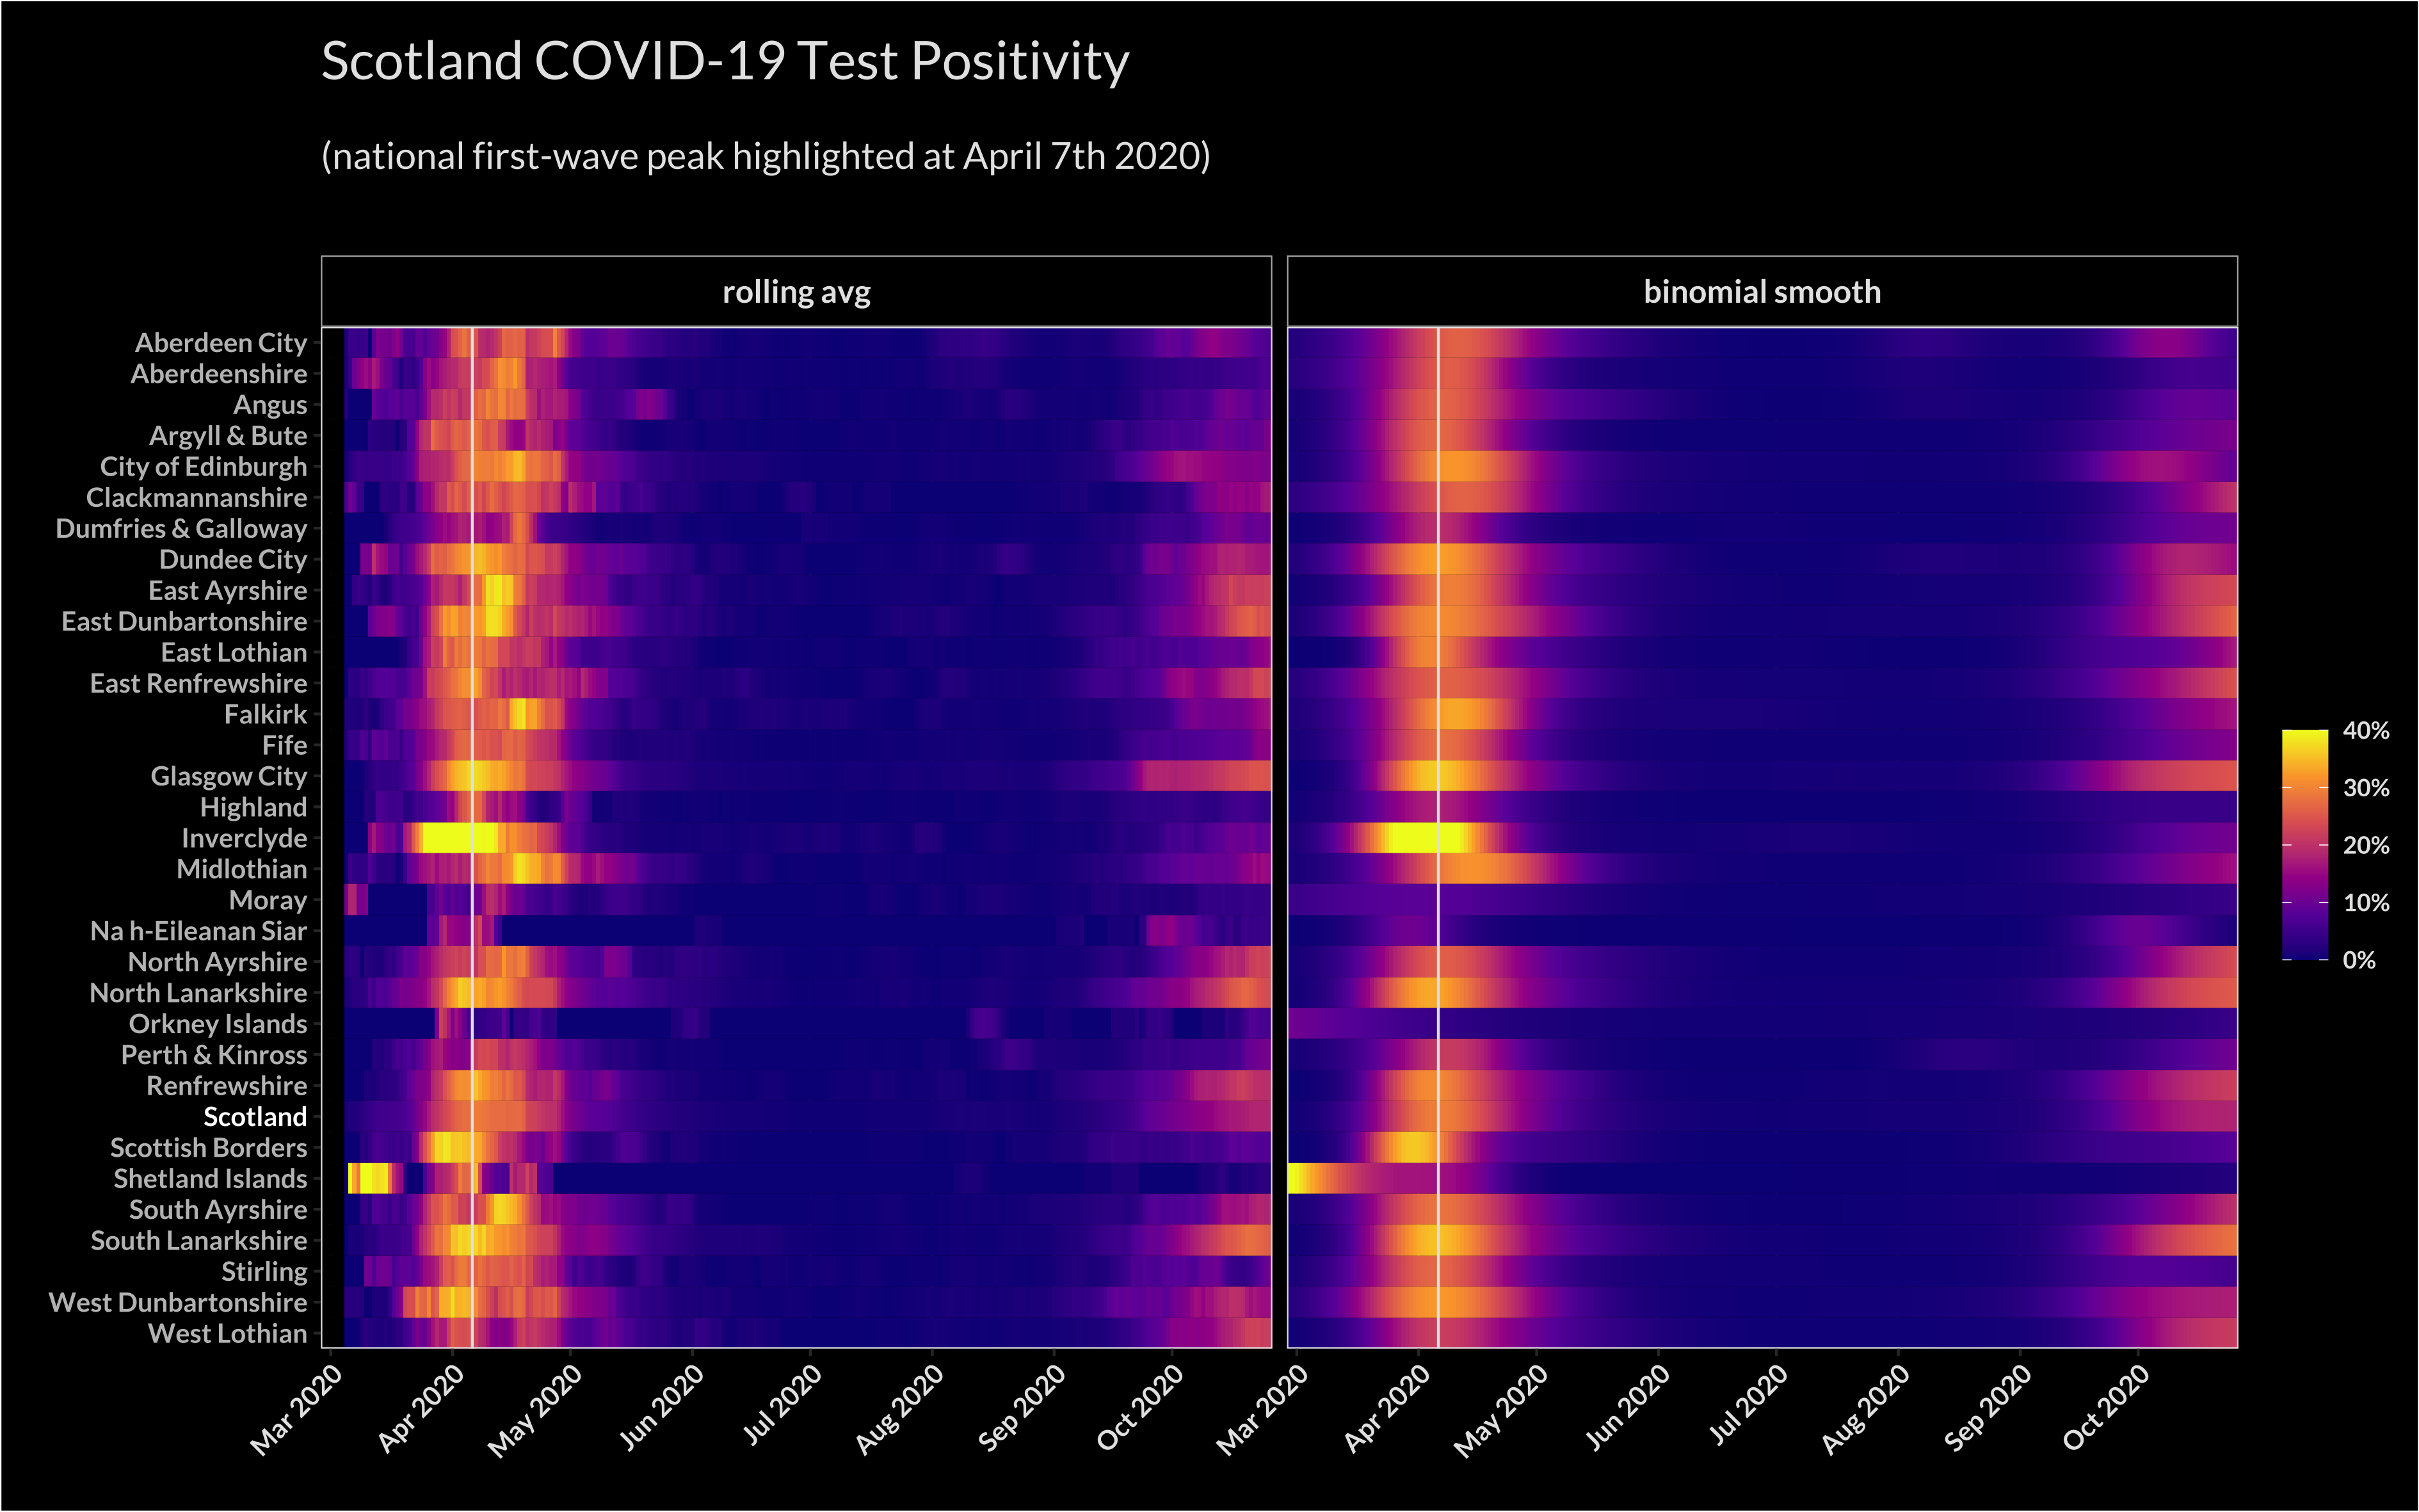 Scotland COVID-19 Test Positivity
(national first-wave peak highlighted at April 7th 2020)
rolling avg
binomial smooth
Aberdeen City
Aberdeenshire
Angus
Argyll & Bute
City of Edinburgh
Clackmannanshire
Dumfries & Galloway
Dundee City
East Ayrshire
East Dunbartonshire
East Lothian
East Renfrewshire
Falkirk
Fife
Glasgow City
Highland
Inverclyde
Midlothian
Moray
Na h-Eileanan Siar
North Ayrshire
North Lanarkshire
Orkney Islands
Perth & Kinross
Renfrewshire
Scotland
Scottish Borders
Shetland Islands
South Ayrshire
South Lanarkshire
Stirling
West Dunbartonshire
West Lothian
Mar 2020
Apr 2020
May 2020
Jun 2020
Jul 2020
Aug 2020
Sep 2020
Oct 2020
Mar 2020
Apr 2020
May 2020
Jun 2020
Jul 2020
Aug 2020
Sep 2020
Oct 2020
40%
30%
20%
10%
0%